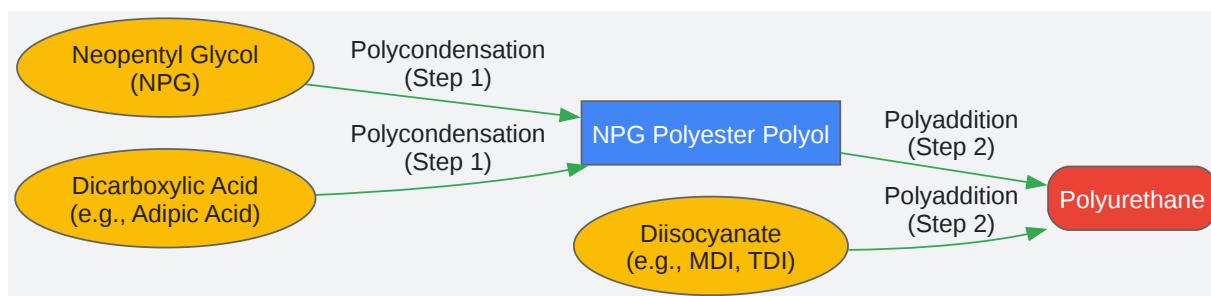 Neopentyl Glycol
(NPG)
Polycondensation
(Step 1)
Polycondensation
(Step 1)
Dicarboxylic Acid
(e.g., Adipic Acid)
NPG Polyester Polyol
Polyaddition
(Step 2)
Polyaddition
(Step 2)
Diisocyanate
(e.g., MDI, TDI)
Polyurethane